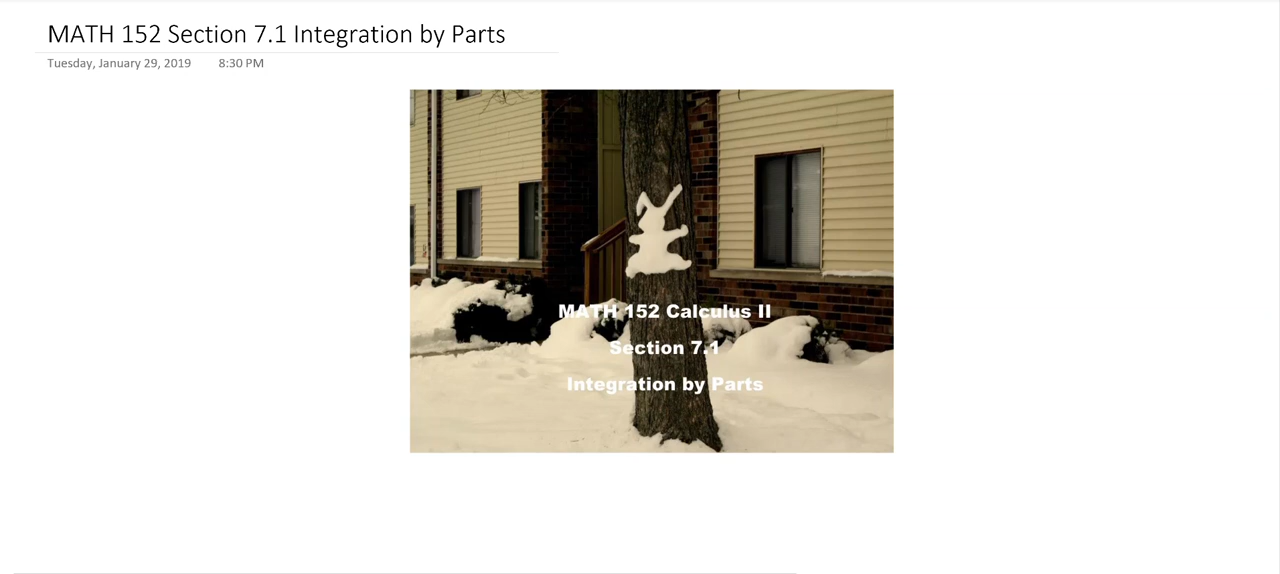 MATH 152 Section 7.1 Integration by Parts
Tuesday, January 29, 2019 8:30 PM
MATH 152 Calculus II
Section 7.1
Integration by Parts